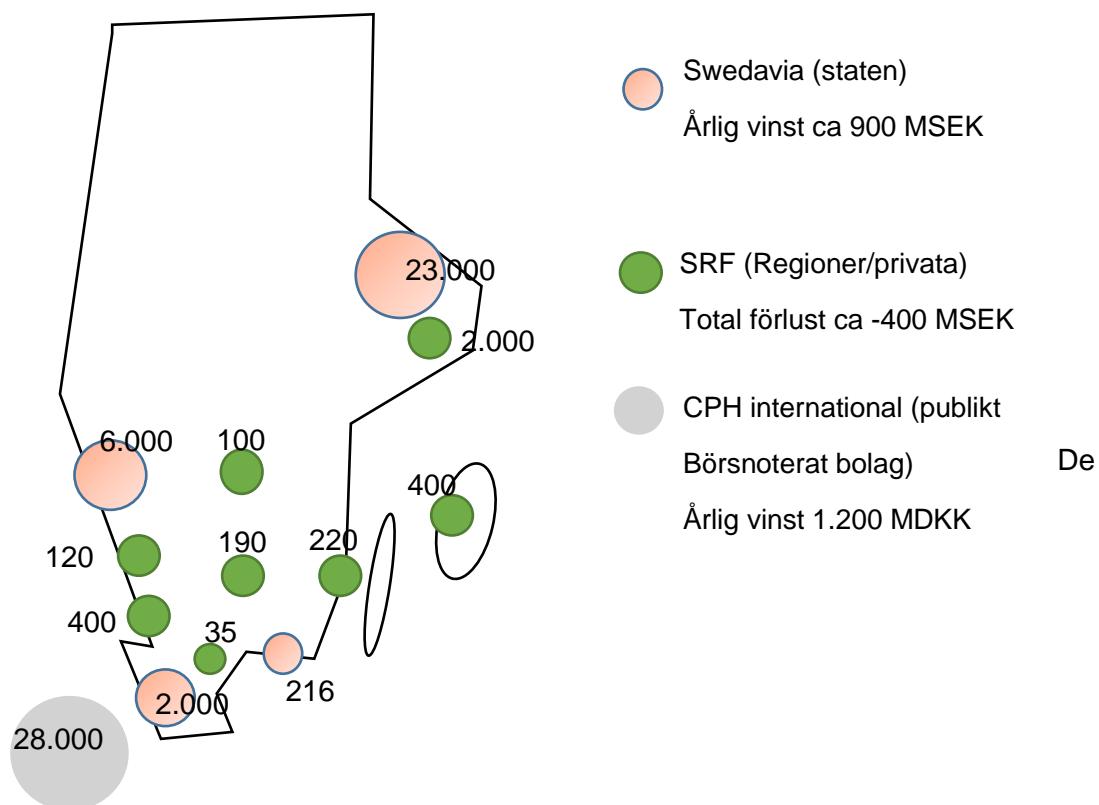 Swedavia (staten)
Årlig vinst ca 900 MSEK
SRF (Regioner/privata)
Total förlust ca -400 MSEK
CPH international (publikt
Börsnoterat bolag)
De
Årlig vinst 1.200 MDKK
23.000
2.000
6.000
100
400
120
190
220
400
35
216
2.000
28.000